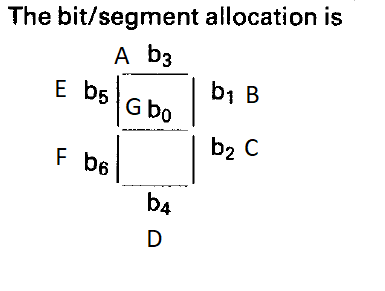 The bit/segment allocation is
A b3
E b5 b1 B
G b0
F b6 b2 C
b4
D